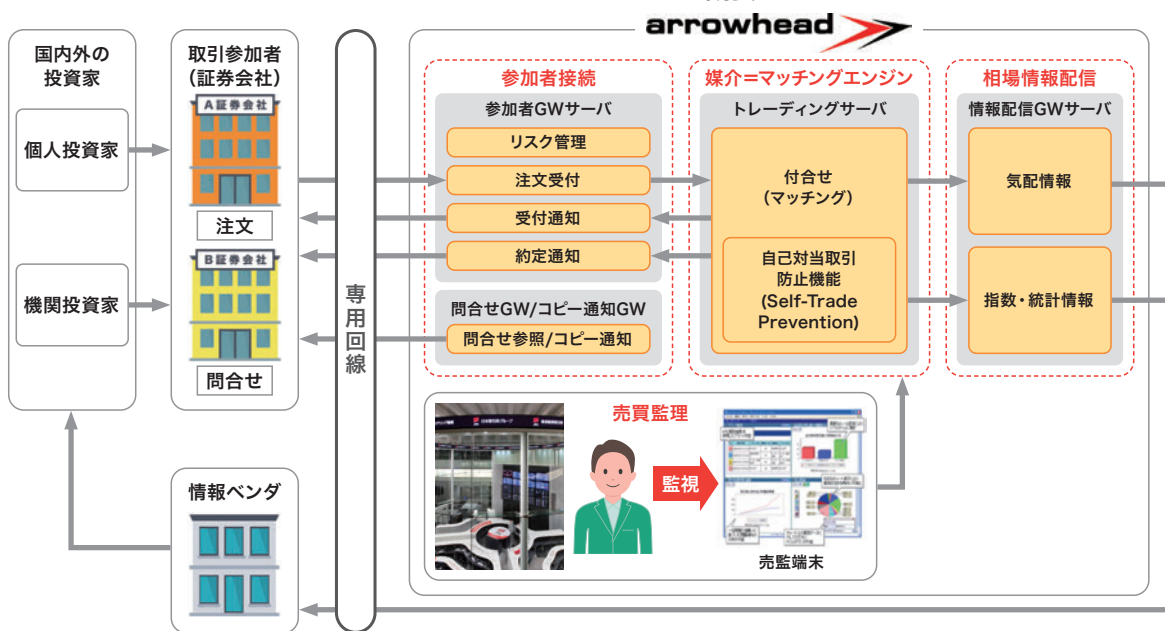 arrowhead
国内外の
投資家
個人投資家
機関投資家
取引参加者
(証券会社)
A証券会社
注文
B証券会社
問合せ
専用回線
参加者接続
参加者GWサーバ
リスク管理
注文受付
受付通知
約定通知
問合せGW/コピー通知GW
問合せ参照/コピー通知
媒介=マッチングエンジン
トレーディングサーバ
付合せ
(マッチング)
自己対当取引
防止機能
(Self-Trade
Prevention)
相場情報配信
情報配信GWサーバ
気配情報
指数・統計情報
売買監理
監視
売監端末
情報ベンダ